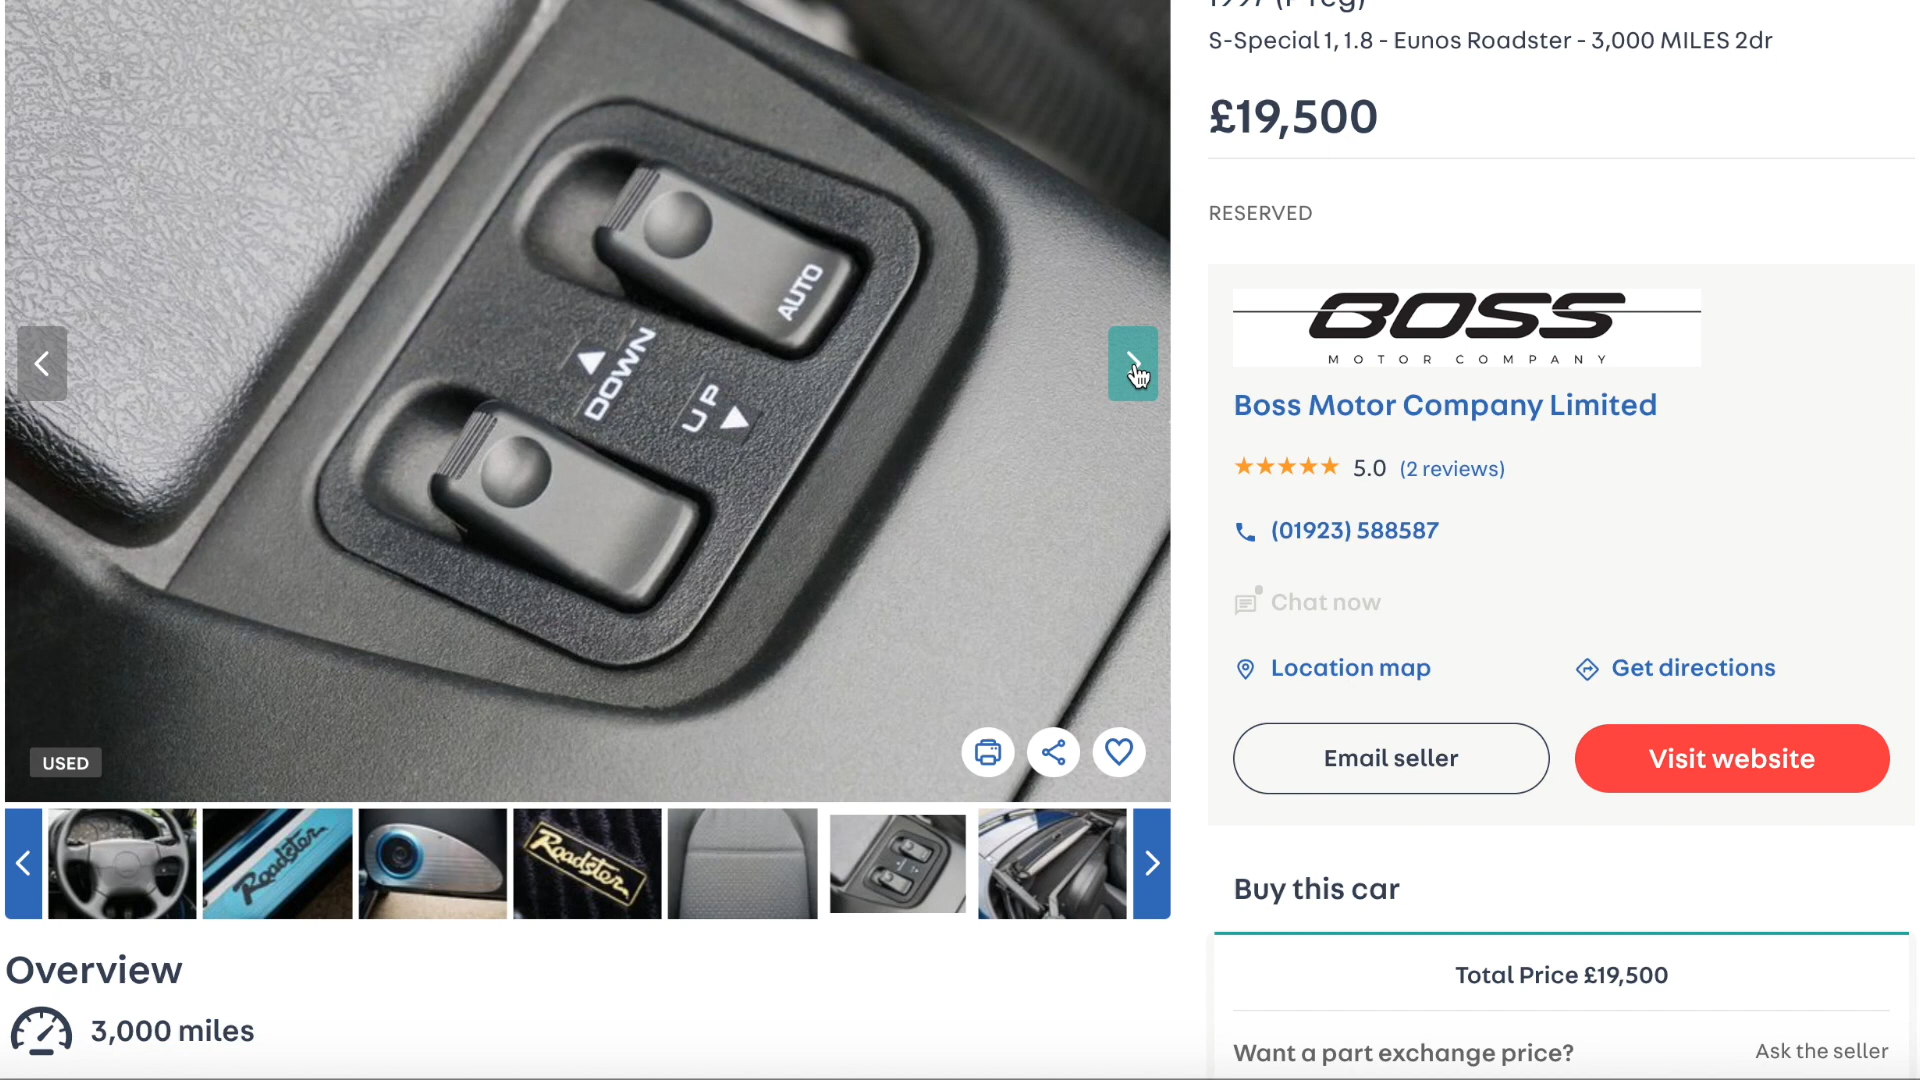 S-Special 1, 1.8 - Eunos Roadster - 3,000 MILES 2dr
£19,500
RESERVED
BOSS
MOTOR COMPANY
Boss Motor Company Limited
5.0 (2 reviews)
(01923) 588587
Chat now
Location map
Get directions
Email seller
Visit website
Buy this car
Total Price £19,500
Want a part exchange price?
Ask the seller
AUTO
DOWN
UP
USED
Roadster
Roadster
Overview
3,000 miles